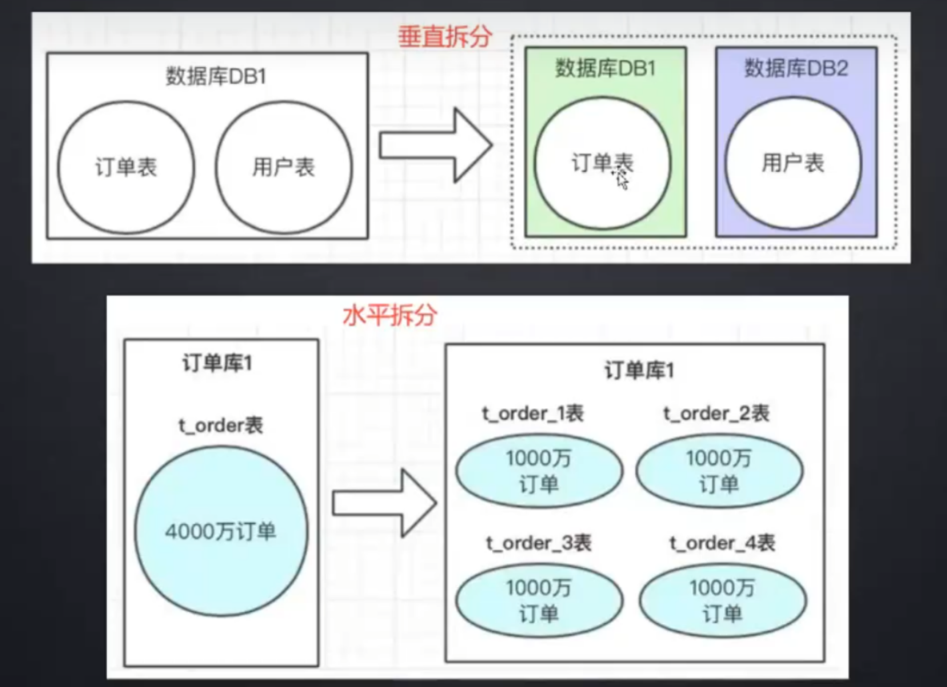 垂直拆分
数据库DB1
订单表
用户表
数据库DB1
订单表
数据库DB2
用户表
水平拆分
订单库1
t_order表
4000万订单
订单库1
t_order_1表
1000万
订单
t_order_2表
1000万
订单
t_order_3表
1000万
订单
t_order_4表
1000万
订单